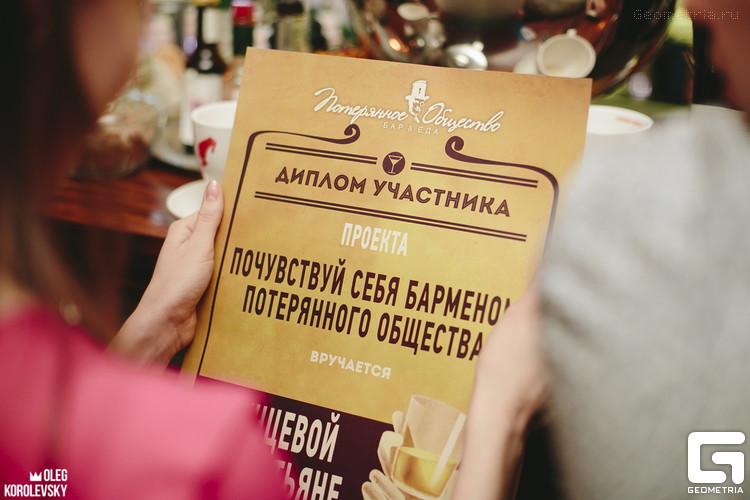 Geometria.ru
Потерянное Общество
БАР & ЕДА
ДИПЛОМ УЧАСТНИКА
ПРОЕКТА
ПОЧУВСТВУЙ СЕБЯ БАРМЕНОМ
ПОТЕРЯННОГО ОБЩЕСТВА
ВРУЧАЕТСЯ
ЩЕВОЙ
ЬЯНЕ
OLEG
KOROLEVSKY
GEOMETRIA